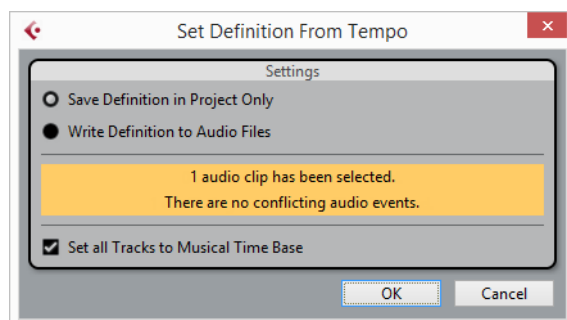 Set Definition From Tempo
Settings
Save Definition in Project Only
Write Definition to Audio Files
1 audio clip has been selected.
There are no conflicting audio events.
Set all Tracks to Musical Time Base
OK
Cancel